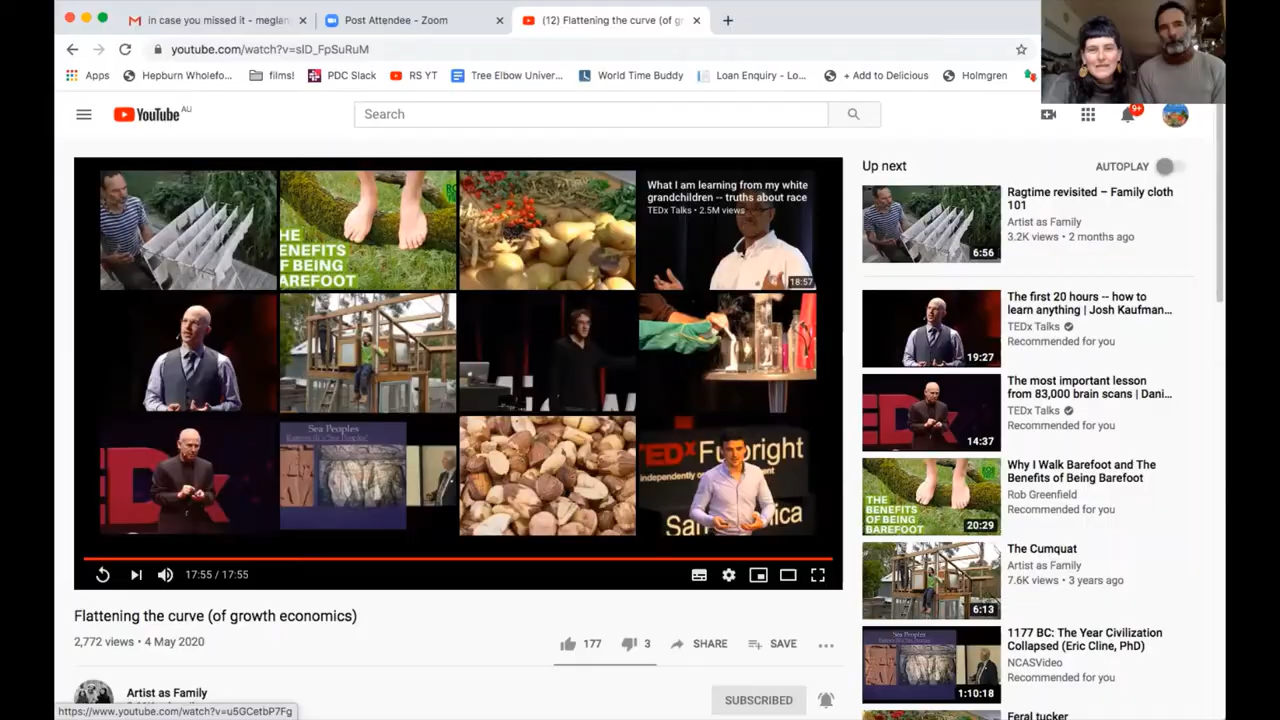 in case you missed it - meglan
Post Attendee - Zoom
(12) Flattening the curve (of gr
youtube.com/watch?v=sID_FpSuRuM
Apps
Hepburn Wholefo...
films!
PDC Slack
RS YT
Tree Elbow Univer...
World Time Buddy
Loan Enquiry - Lo...
+ Add to Delicious
Holmgren
YouTube AU
Search
9+
What I am learning from my white
grandchildren -- truths about race
TEDx Talks • 2.5M views
18:57
THE
BENEFITS
OF BEING
BAREFOOT
Sea Peoples
TEDx Fulbright
17:55 / 17:55
Flattening the curve (of growth economics)
2,772 views • 4 May 2020
177
3
SHARE
SAVE
Artist as Family
SUBSCRIBED
https://www.youtube.com/watch?v=u5GCetbP7Fg
Up next
AUTOPLAY
Ragtime revisited – Family cloth
101
Artist as Family
3.2K views • 2 months ago
6:56
The first 20 hours -- how to
learn anything | Josh Kaufman...
TEDx Talks
Recommended for you
19:27
The most important lesson
from 83,000 brain scans | Dani...
TEDx Talks
Recommended for you
14:37
Why I Walk Barefoot and The
Benefits of Being Barefoot
Rob Greenfield
Recommended for you
THE
BENEFITS
OF BEING
BAREFOOT
20:29
The Cumquat
Artist as Family
7.6K views • 3 years ago
6:13
1177 BC: The Year Civilization
Collapsed (Eric Cline, PhD)
NCASVideo
Recommended for you
Sea Peoples
1:10:18
Feral tucker